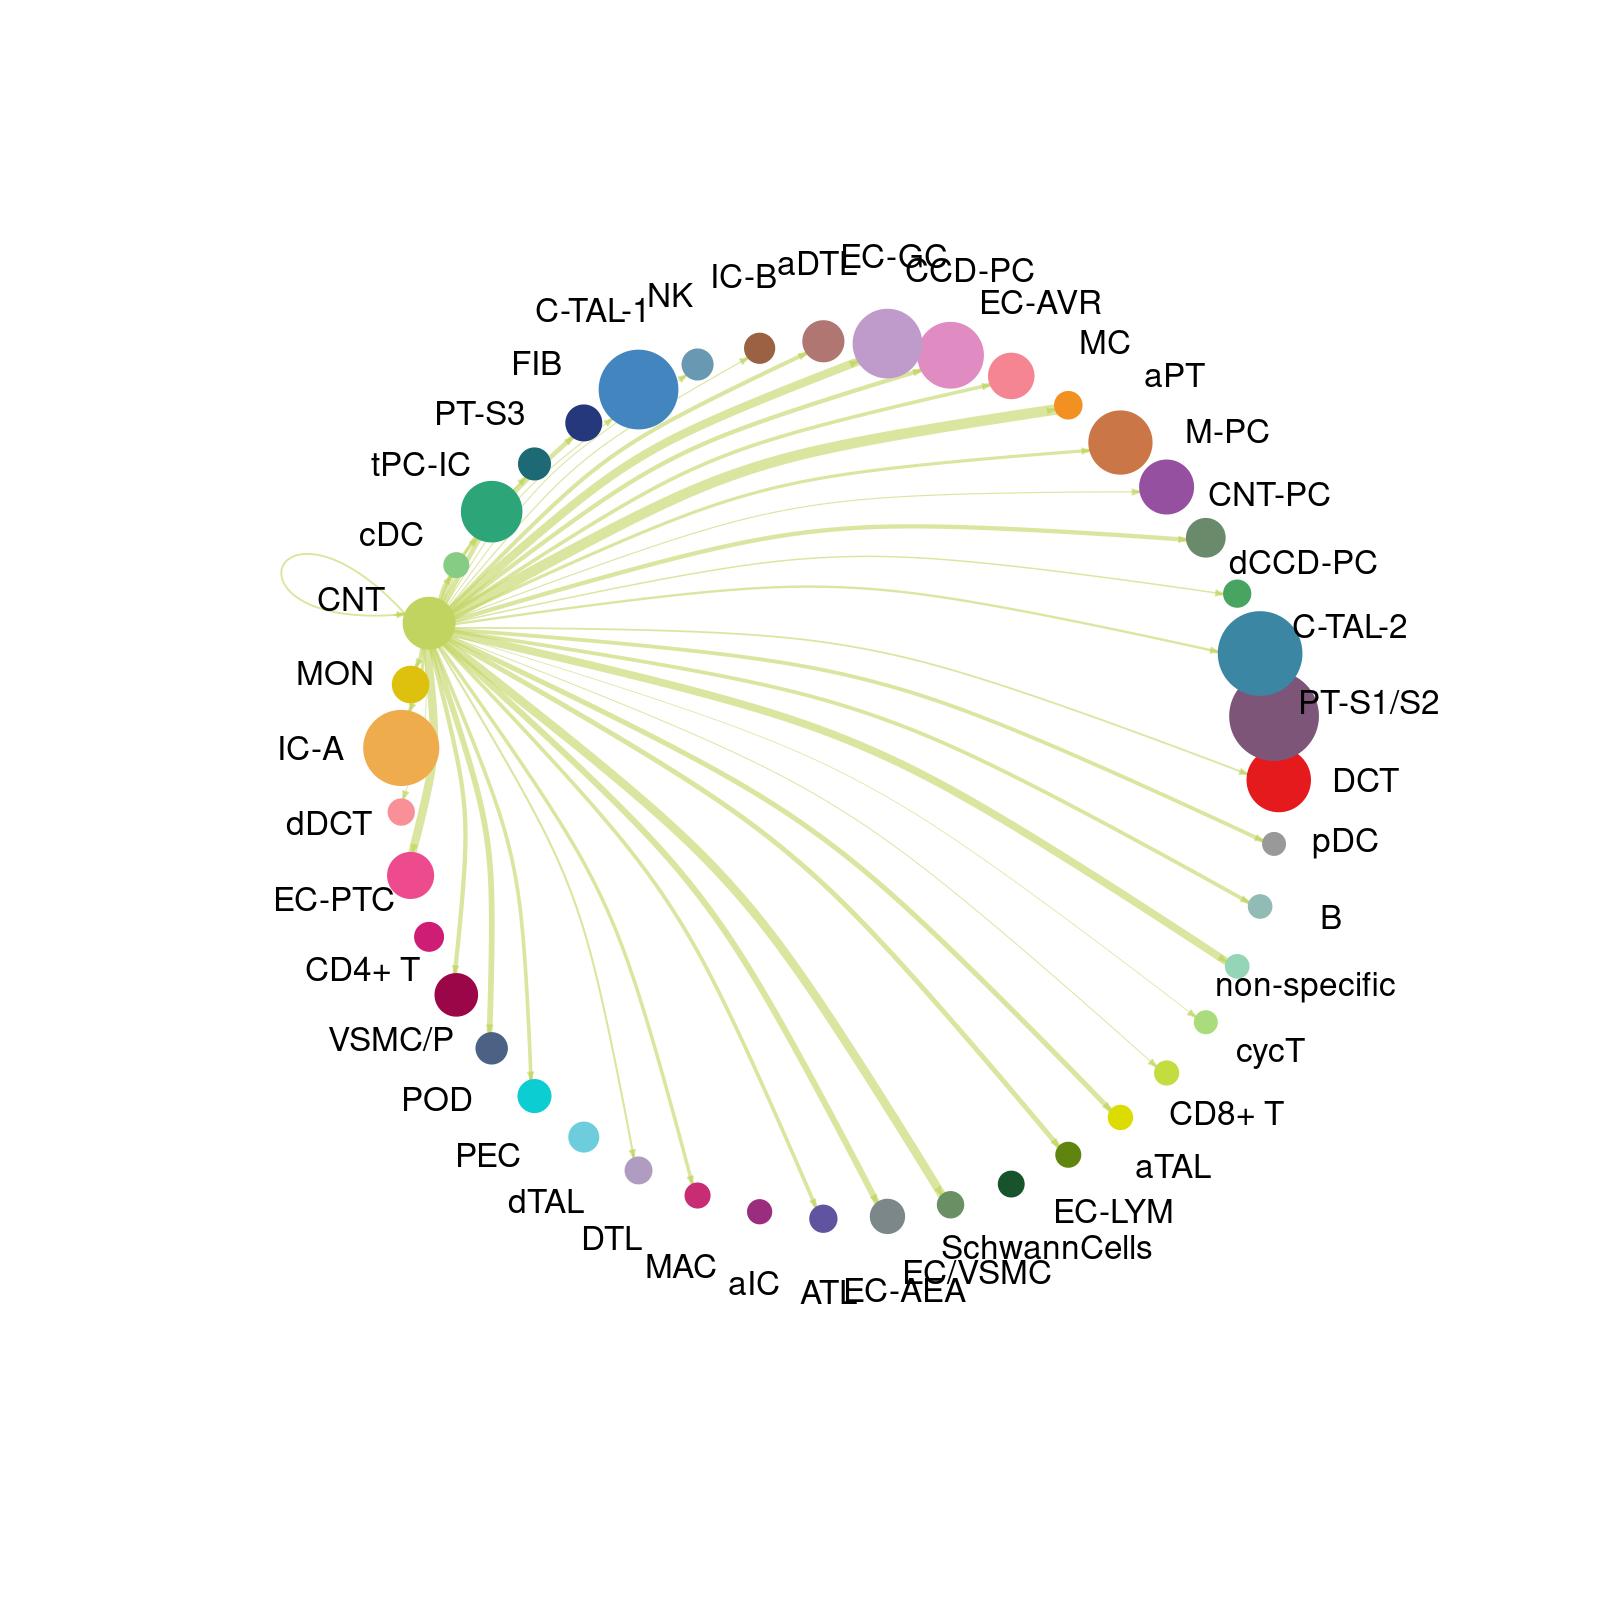 EC-GC
aDTL
CCD-PC
IC-B
NK
EC-AVR
C-TAL-1
MC
FIB
aPT
PT-S3
M-PC
tPC-IC
CNT-PC
cDC
dCCD-PC
CNT
C-TAL-2
MON
PT-S1/S2
IC-A
DCT
dDCT
pDC
EC-PTC
B
CD4+ T
non-specific
VSMC/P
cycT
POD
CD8+ T
PEC
aTAL
dTAL
EC-LYM
DTL
SchwannCells
MAC
EC/VSMC
aIC
ATL
EC-AEA